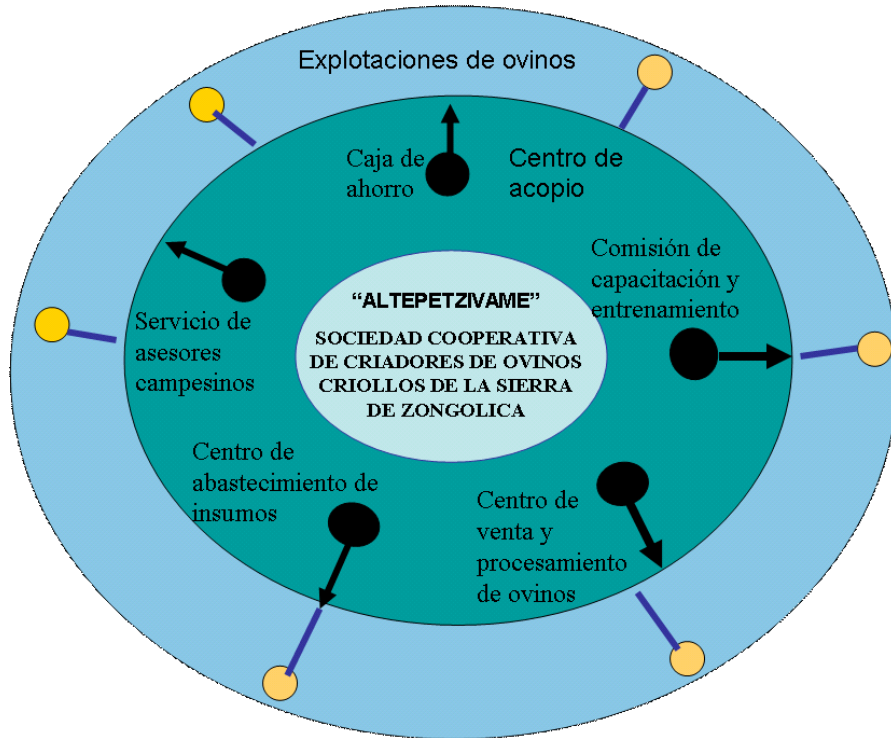 Explotaciones de ovinos
Caja de
ahorro
Centro de
acopio
Comisión de
capacitación y
entrenamiento
“ALTEPETZIVAME”
SOCIEDAD COOPERATIVA
DE CRIADORES DE OVINOS
CRIOLLOS DE LA SIERRA
DE ZONGOLICA
Servicio de
asesores
campesinos
Centro de
abastecimiento de
insumos
Centro de
venta y
procesamiento
de ovinos